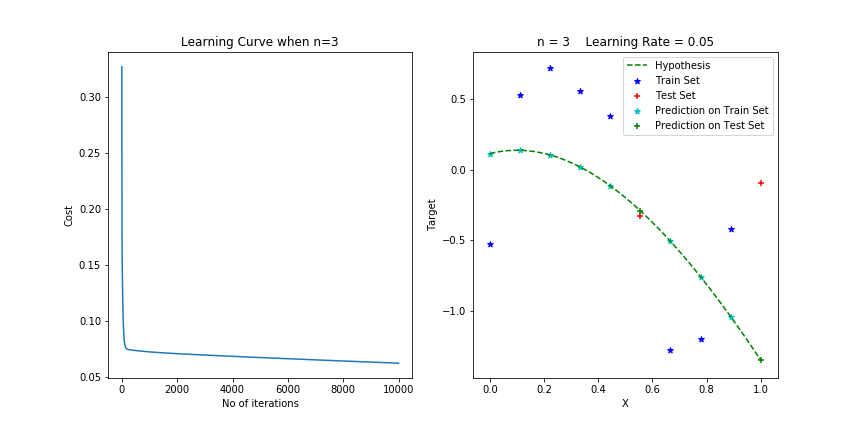 Learning Curve when n=3
0.30
0.25
0.20
0.15
0.10
0.05
Cost
0
2000
4000
6000
8000
10000
No of iterations
n = 3    Learning Rate = 0.05
Hypothesis
Train Set
Test Set
Prediction on Train Set
Prediction on Test Set
0.5
0.0
−0.5
−1.0
Target
0.0
0.2
0.4
0.6
0.8
1.0
X